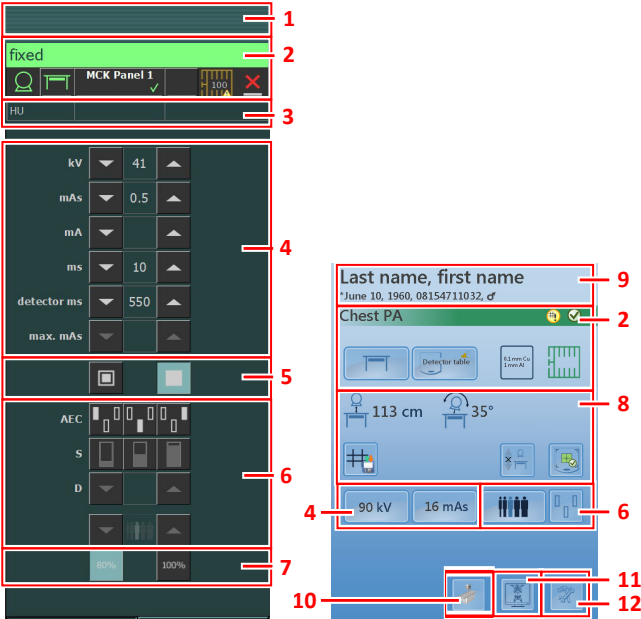 1
fixed
2
MCK Panel 1
100
HU
3
kV
41
mAs
0.5
mA
4
ms
10
detector ms
550
max. mAs
5
AEC
S
6
D
80%
100%
7
Last name, first name
9
*June 10, 1960, 08154711032, ♂
Chest PA
2
Detector table
0.1 mm Cu
1 mm Al
113 cm
35°
8
4
90 kV
16 mAs
6
11
10
12